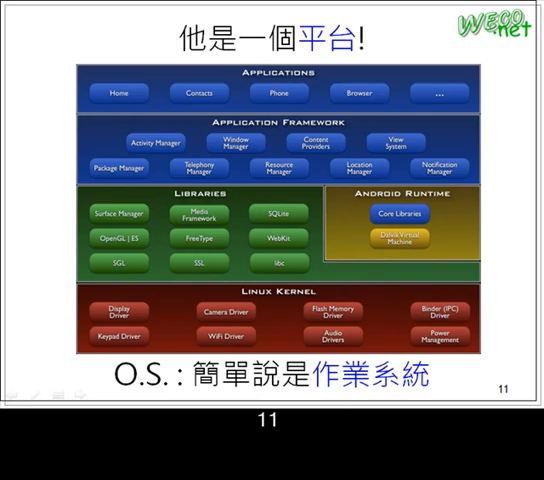 他是一個平台!
WECO.net
APPLICATIONS
Home Contacts Phone Browser ...
APPLICATION FRAMEWORK
Activity Manager Window Manager Content Providers View System
Package Manager Telephony Manager Resource Manager Location Manager Notification Manager
LIBRARIES ANDROID RUNTIME
Surface Manager Media Framework SQLite Core Libraries
OpenGL | ES FreeType WebKit Dalvik Virtual Machine
SGL SSL libc
LINUX KERNEL
Display Driver Camera Driver Flash Memory Driver Binder (IPC) Driver
Keypad Driver WiFi Driver Audio Drivers Power Management
O.S. : 簡單說是作業系統
11
11